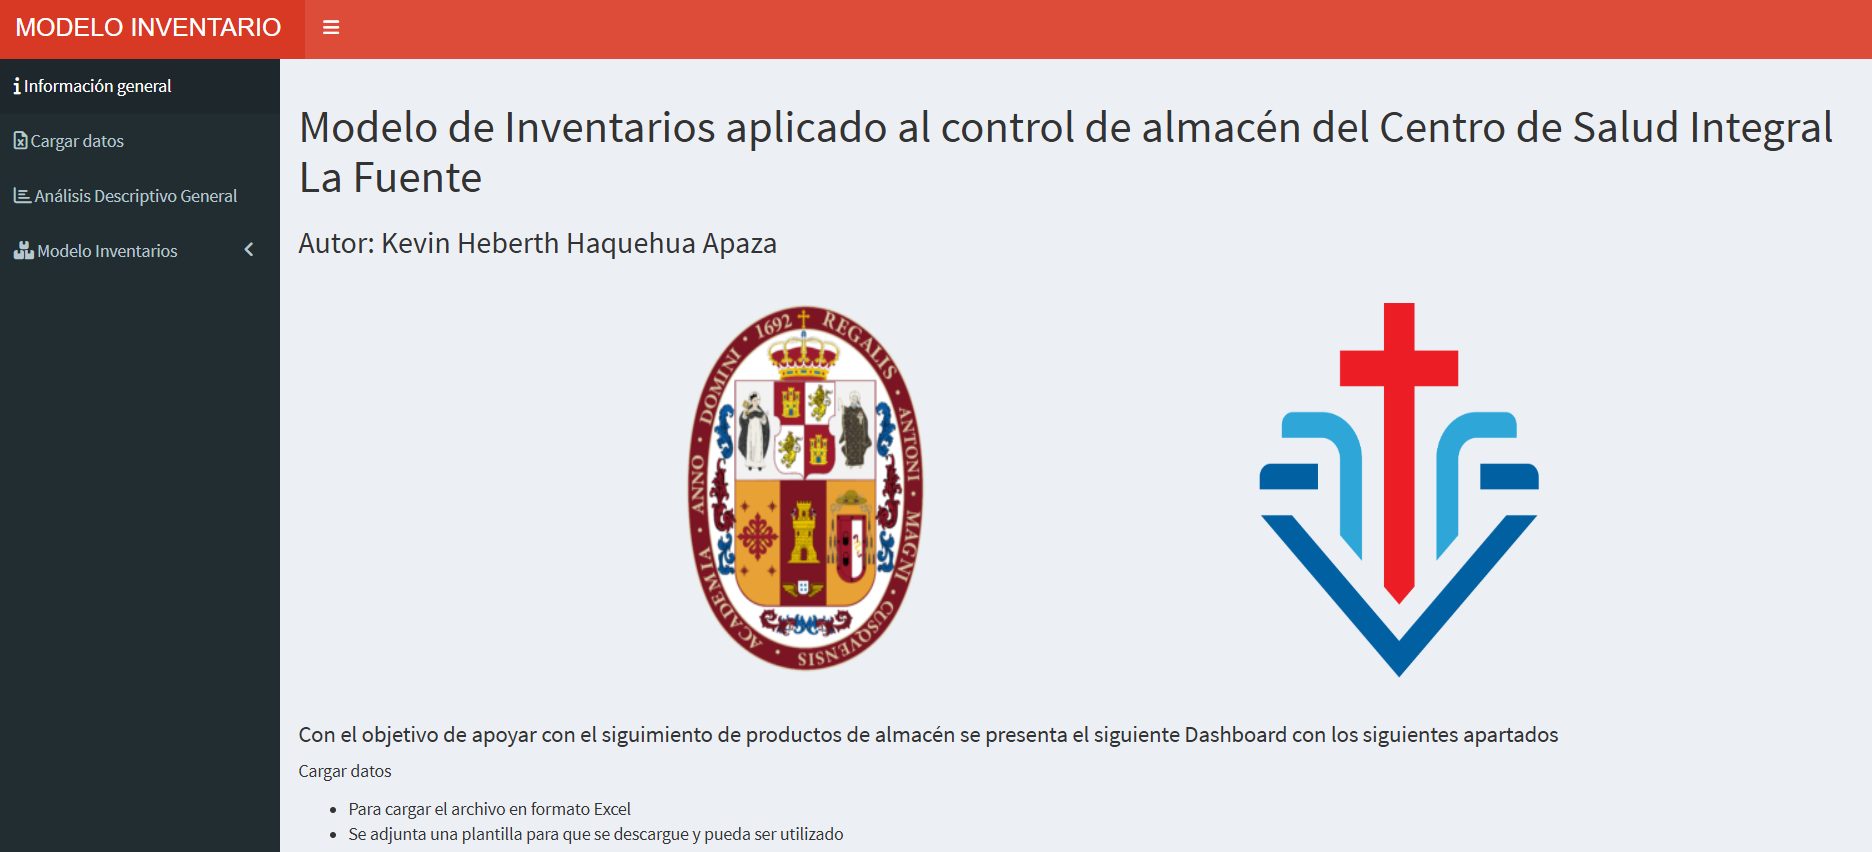 MODELO INVENTARIO
Información general
Cargar datos
Análisis Descriptivo General
Modelo Inventarios
Modelo de Inventarios aplicado al control de almacén del Centro de Salud Integral
La Fuente
Autor: Kevin Heberth Haquehua Apaza
ACADEMIA · ANNO · DOMINI · 1692 REGALIS · ANTONI · MAGNI · CUSQVENSIS ·
Con el objetivo de apoyar con el siguimiento de productos de almacén se presenta el siguiente Dashboard con los siguientes apartados
Cargar datos
Para cargar el archivo en formato Excel
Se adjunta una plantilla para que se descargue y pueda ser utilizado